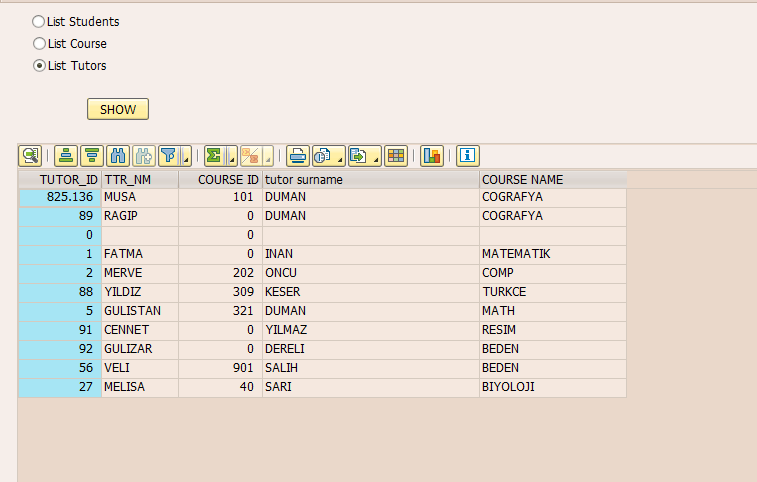 List Students
List Course
List Tutors
SHOW
TUTOR_ID TTR_NM COURSE ID tutor surname COURSE NAME
825.136 MUSA 101 DUMAN COGRAFYA
89 RAGIP 0 DUMAN COGRAFYA
0 0
1 FATMA 0 INAN MATEMATIK
2 MERVE 202 ONCU COMP
88 YILDIZ 309 KESER TURKCE
5 GULISTAN 321 DUMAN MATH
91 CENNET 0 YILMAZ RESIM
92 GULIZAR 0 DERELI BEDEN
56 VELI 901 SALIH BEDEN
27 MELISA 40 SARI BIYOLOJI